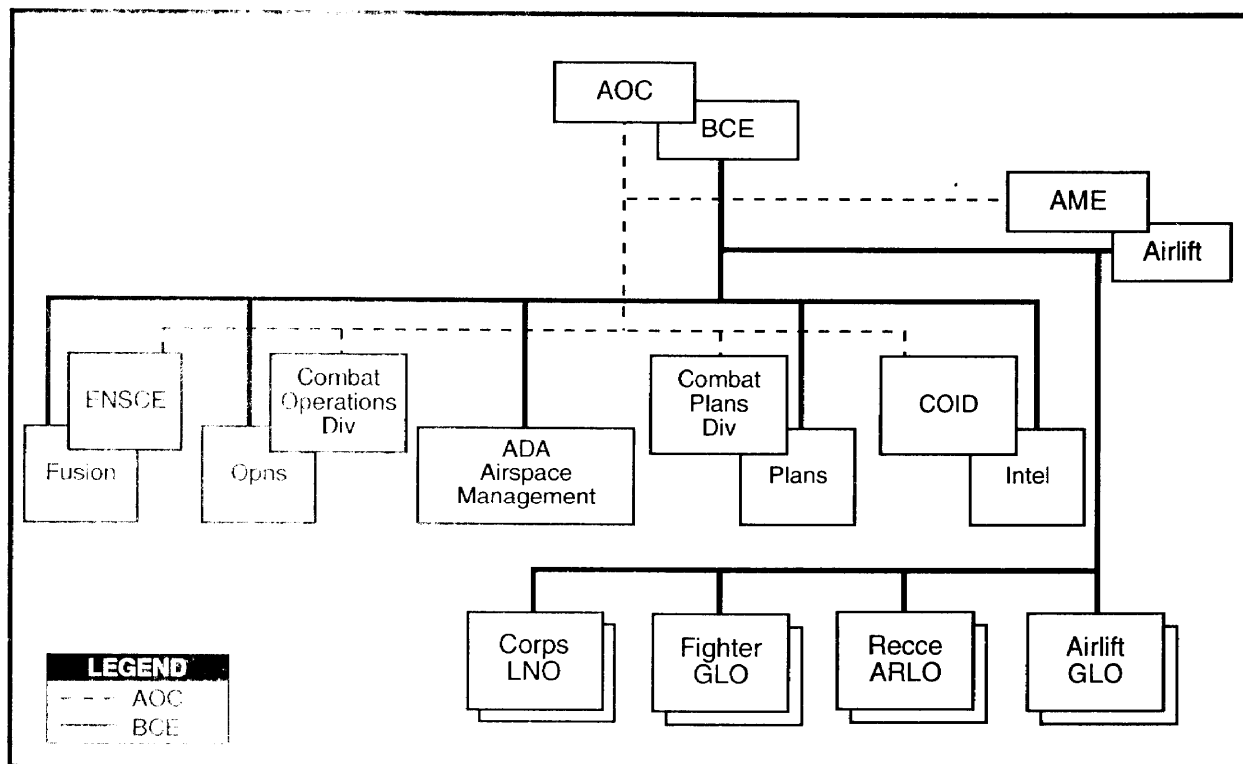 AOC
BCE
AME
Airlift
ENSCE
Fusion
Combat
Operations
Div
Opns
ADA
Airspace
Management
Combat
Plans
Div
Plans
COID
Intel
Corps
LNO
Fighter
GLO
Recce
ARLO
Airlift
GLO
LEGEND
AOC
BCE